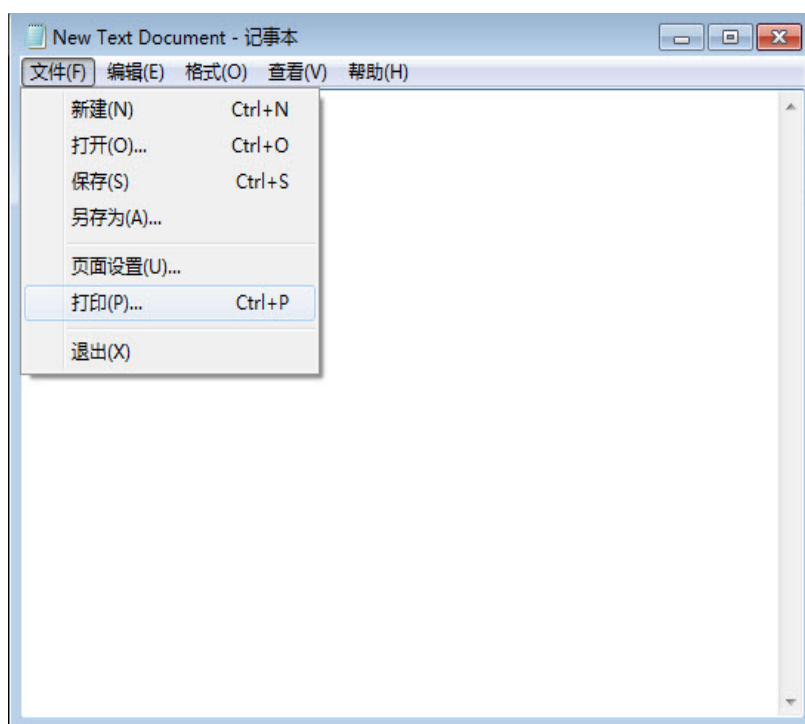 New Text Document - 记事本
文件(F) 编辑(E) 格式(O) 查看(V) 帮助(H)
新建(N) Ctrl+N
打开(O)... Ctrl+O
保存(S) Ctrl+S
另存为(A)...
页面设置(U)...
打印(P)... Ctrl+P
退出(X)